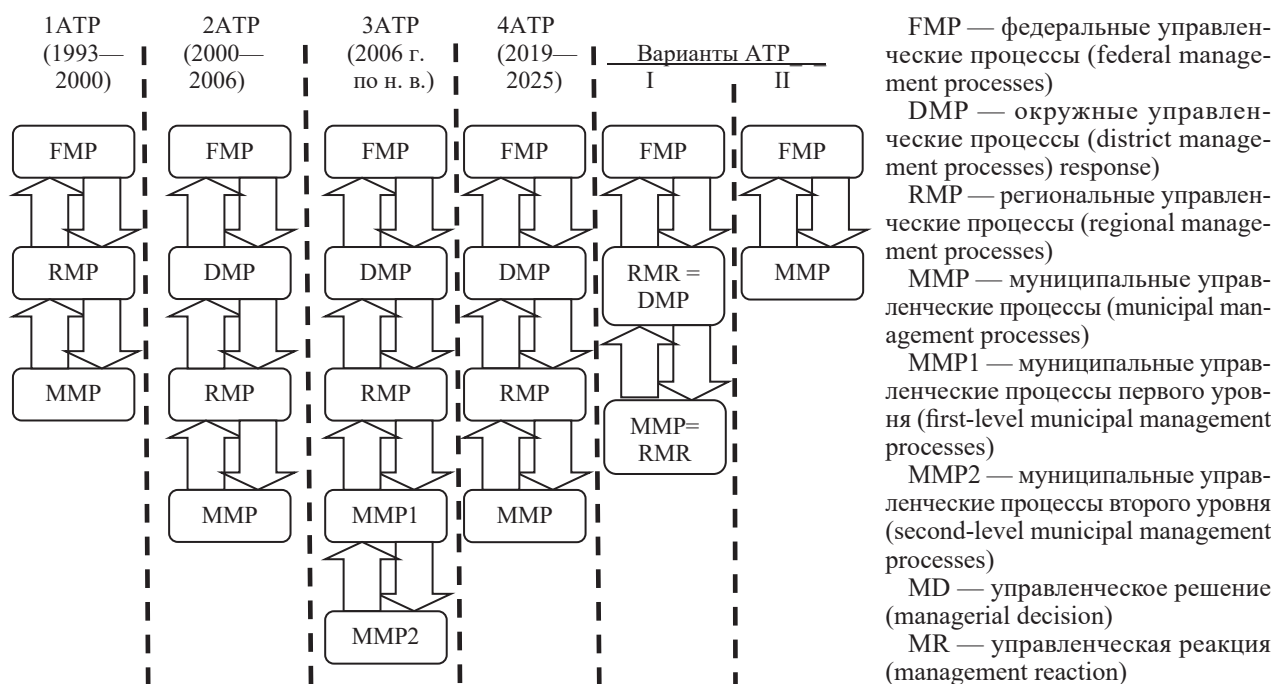 1ATP
(1993—
2000)
2ATP
(2000—
2006)
3ATP
(2006 г.
по н. в.)
4ATP
(2019—
2025)
Варианты ATP_ _
I
II
FMP
FMP
FMP
FMP
FMP
FMP
RMP
DMP
DMP
DMP
RMR =
DMP
MMP
MMP
RMP
RMP
RMP
MMP=
RMR
MMP
MMP1
MMP
MMP2
FMP — федеральные управлен-
ческие процессы (federal manage-
ment processes)
DMP — окружные управлен-
ческие процессы (district manage-
ment processes) response)
RMP — региональные управлен-
ческие процессы (regional manage-
ment processes)
MMP — муниципальные управ-
ленческие процессы (municipal man-
agement processes)
MMP1 — муниципальные управ-
ленческие процессы первого уров-
ня (first-level municipal management
processes)
MMP2 — муниципальные управ-
ленческие процессы второго уровня
(second-level municipal management
processes)
MD — управленческое решение
(managerial decision)
MR — управленческая реакция
(management reaction)